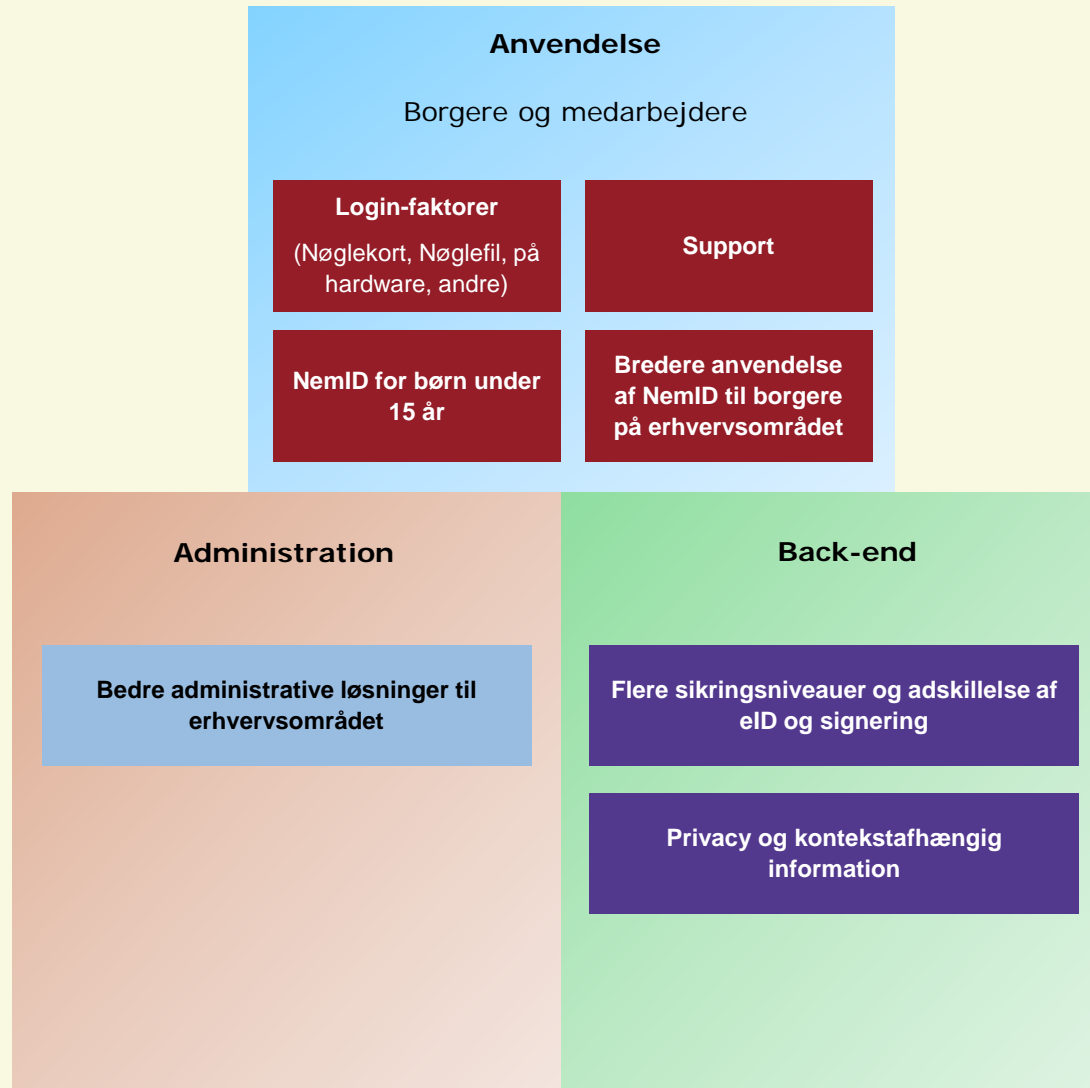 Anvendelse
Borgere og medarbejdere
Login-faktorer
(Nøglekort, Nøglefil, på
hardware, andre)
Support
NemID for børn under
15 år
Bredere anvendelse
af NemID til borgere
på erhvervsområdet
Administration
Bedre administrative løsninger til
erhvervsområdet
Back-end
Flere sikringsniveauer og adskillelse af
eID og signering
Privacy og kontekstafhængig
information